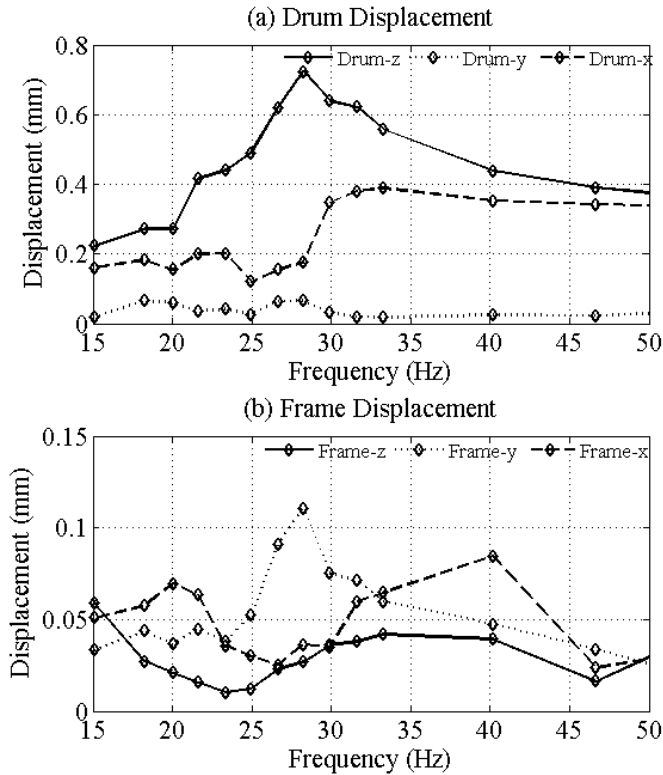 (a) Drum Displacement
0.8
0.6
0.4
0.2
0
Displacement (mm)
Drum-z Drum-y Drum-x
15 20 25 30 35 40 45 50
Frequency (Hz)
(b) Frame Displacement
0.15
0.1
0.05
0
Displacement (mm)
Frame-z Frame-y Frame-x
15 20 25 30 35 40 45 50
Frequency (Hz)